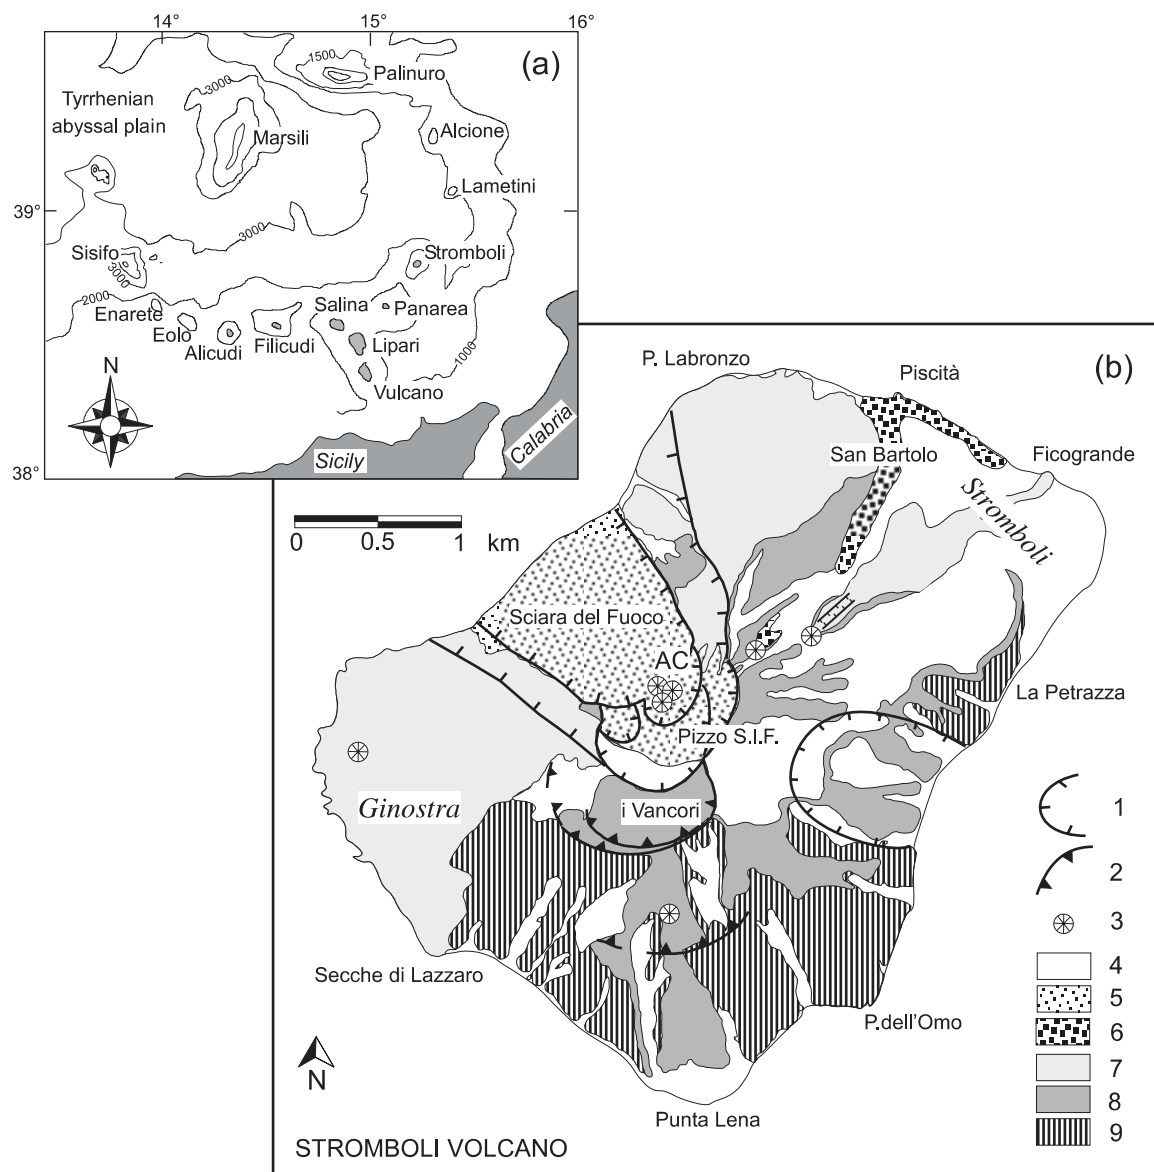 14°
15°
16°
1500
(a)
Palinuro
3000
Tyrrhenian
abyssal plain
Marsili
Alcione
Lametini
39°
3000
Sisifo
3000
Stromboli
2000
Enarete
Salina
Panarea
Eolo
Alicudi
Filicudi
Lipari
1000
Vulcano
N
Calabria
Sicily
38°
P. Labronzo
Piscità
(b)
San Bartolo
Ficogrande
Stromboli
0 0.5 1 km
Sciara del Fuoco
AC
La Petrazza
Pizzo S.I.F.
Ginostra
i Vancori
1
2
3
4
5
6
7
8
9
Secche di Lazzaro
P.dell'Omo
N
Punta Lena
STROMBOLI VOLCANO